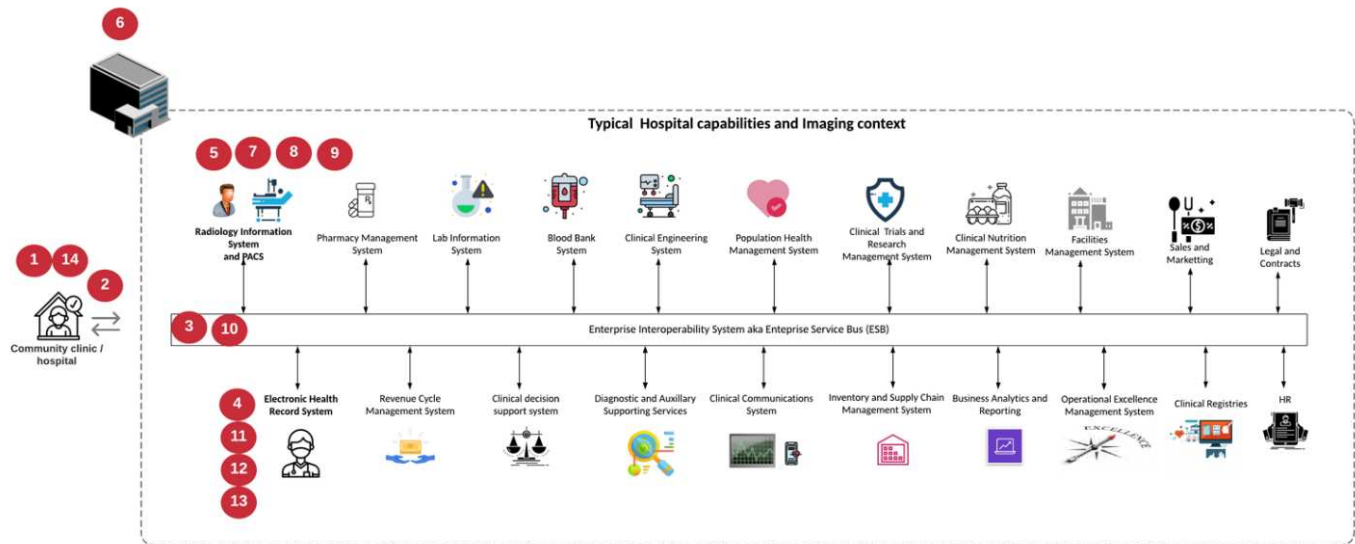 6
Typical Hospital capabilities and Imaging context
5
7
8
9
Radiology Information
System
and PACS
Pharmacy Management
System
Lab Information
System
Blood Bank
System
Clinical Engineering
System
Population Health
Management System
Clinical Trials and
Research
Management System
Clinical Nutrition
Management System
Facilities
Management System
Sales and
Marketting
Legal and
Contracts
1
14
2
Community clinic /
hospital
3
10
Enterprise Interoperability System aka Enteprise Service Bus (ESB)
4
11
12
13
Electronic Health
Record System
Revenue Cycle
Management System
Clinical decision
support system
Diagnostic and Auxillary
Supporting Services
Clinical Communications
System
Inventory and Supply Chain
Management System
Business Analytics and
Reporting
Operational Excellence
Management System
EXCELLENCE
Clinical Registries
HR